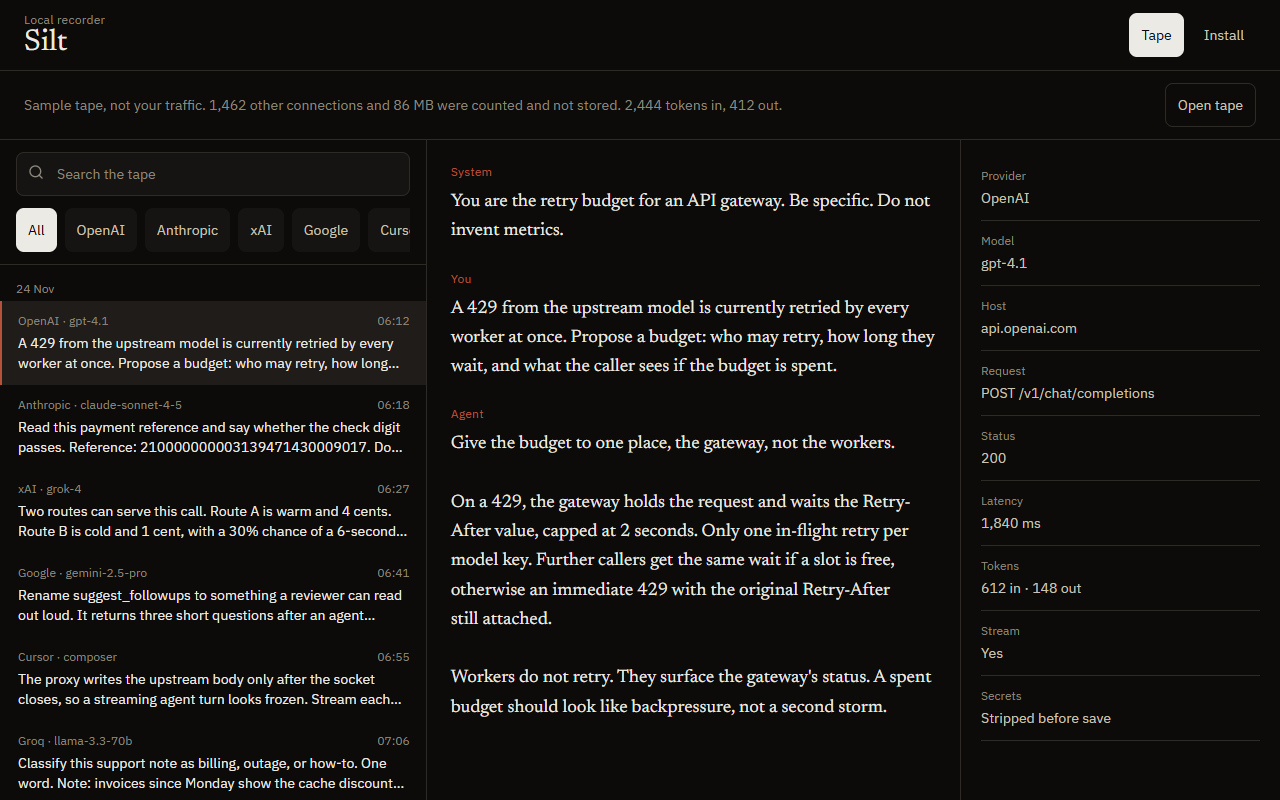 Local recorder
Silt
Tape
Install
Sample tape, not your traffic. 1,462 other connections and 86 MB were counted and not stored. 2,444 tokens in, 412 out.
Open tape
Search the tape
All
OpenAI
Anthropic
xAI
Google
Curs
24 Nov
OpenAI · gpt-4.1
06:12
A 429 from the upstream model is currently retried by every
worker at once. Propose a budget: who may retry, how long...
Anthropic · claude-sonnet-4-5
06:18
Read this payment reference and say whether the check digit
passes. Reference: 210000000003139471430009017. Do...
xAI · grok-4
06:27
Two routes can serve this call. Route A is warm and 4 cents.
Route B is cold and 1 cent, with a 30% chance of a 6-second...
Google · gemini-2.5-pro
06:41
Rename suggest_followups to something a reviewer can read
out loud. It returns three short questions after an agent...
Cursor · composer
06:55
The proxy writes the upstream body only after the socket
closes, so a streaming agent turn looks frozen. Stream each...
Groq · llama-3.3-70b
07:06
Classify this support note as billing, outage, or how-to. One
word. Note: invoices since Monday show the cache discount...
System
You are the retry budget for an API gateway. Be specific. Do not
invent metrics.
You
A 429 from the upstream model is currently retried by every
worker at once. Propose a budget: who may retry, how long they
wait, and what the caller sees if the budget is spent.
Agent
Give the budget to one place, the gateway, not the workers.
On a 429, the gateway holds the request and waits the Retry-
After value, capped at 2 seconds. Only one in-flight retry per
model key. Further callers get the same wait if a slot is free,
otherwise an immediate 429 with the original Retry-After
still attached.
Workers do not retry. They surface the gateway's status. A spent
budget should look like backpressure, not a second storm.
Provider
OpenAI
Model
gpt-4.1
Host
api.openai.com
Request
POST /v1/chat/completions
Status
200
Latency
1,840 ms
Tokens
612 in · 148 out
Stream
Yes
Secrets
Stripped before save